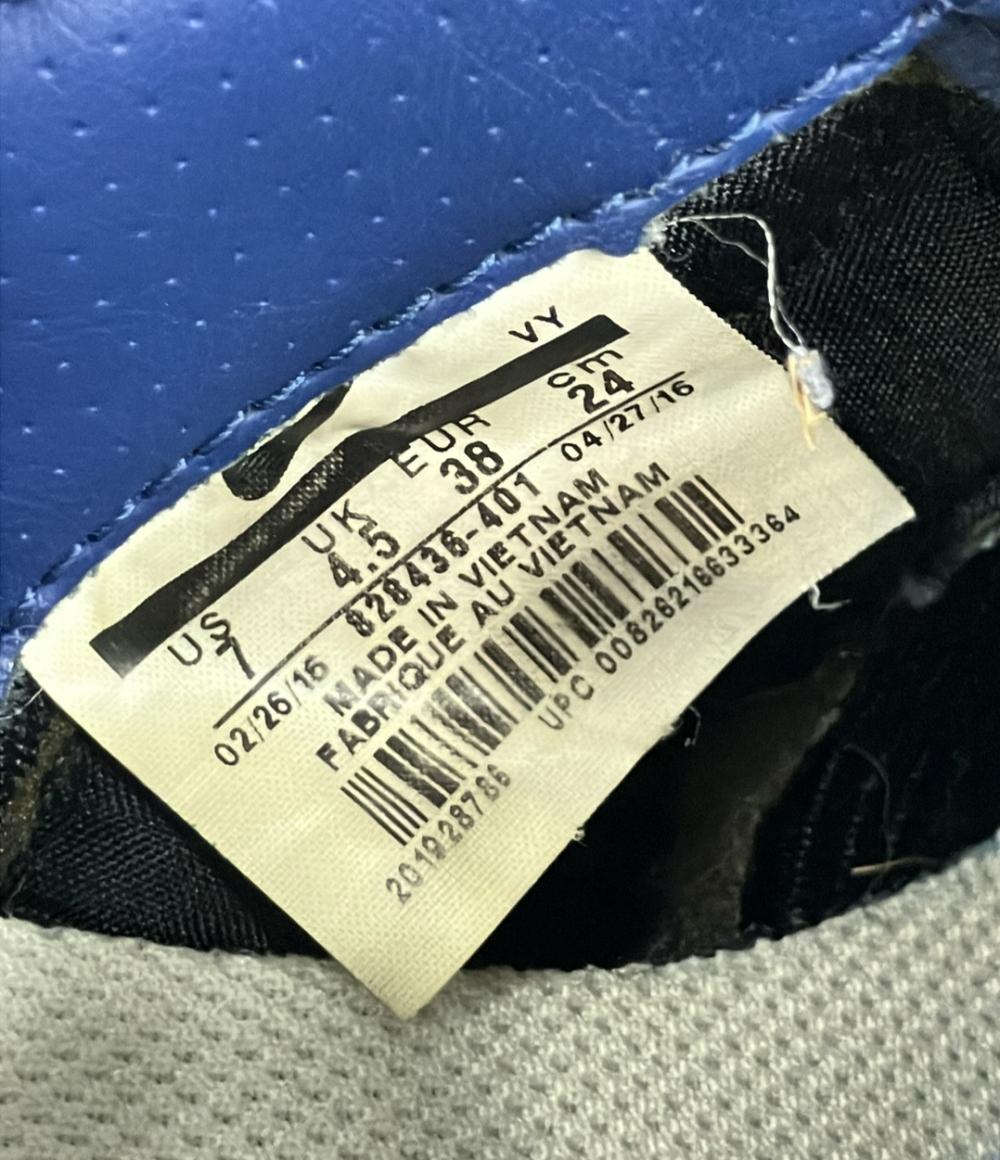 VY
US UK EUR cm
7 4.5 38 24
828436-401
02/26/16 04/27/16
MADE IN VIETNAM
FABRIQUE AU VIETNAM
UPC 00826216633364
201928786